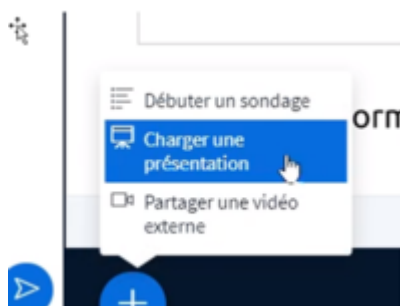 Débuter un sondage
Charger une
présentation
Partager une vidéo
externe